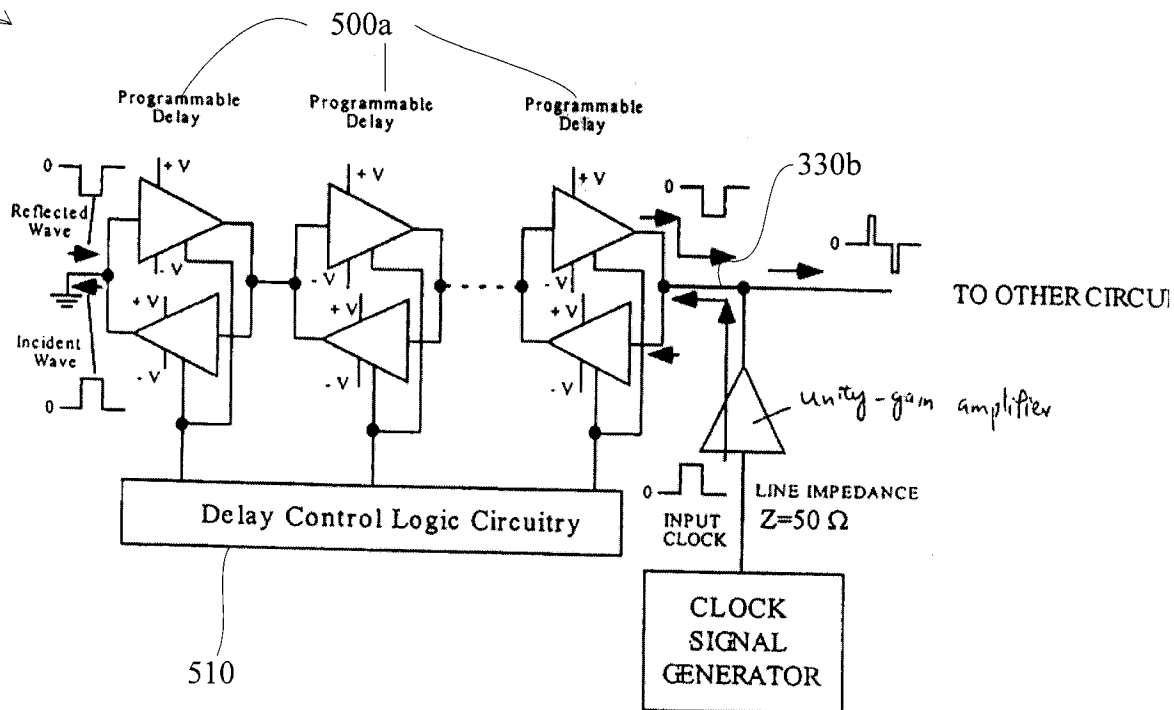 500a
Programmable
Delay
Programmable
Delay
Programmable
Delay
330b
0
+ V
+ V
+ V
0
0
Reflected
Wave
- V
- V
- V
TO OTHER CIRCUI
+ V
+ V
+ V
Incident
Wave
- V
- V
- V
0
unity-gain amplifier
0
INPUT
CLOCK
LINE IMPEDANCE
Z=50 Ω
Delay Control Logic Circuitry
CLOCK
SIGNAL
GENERATOR
510